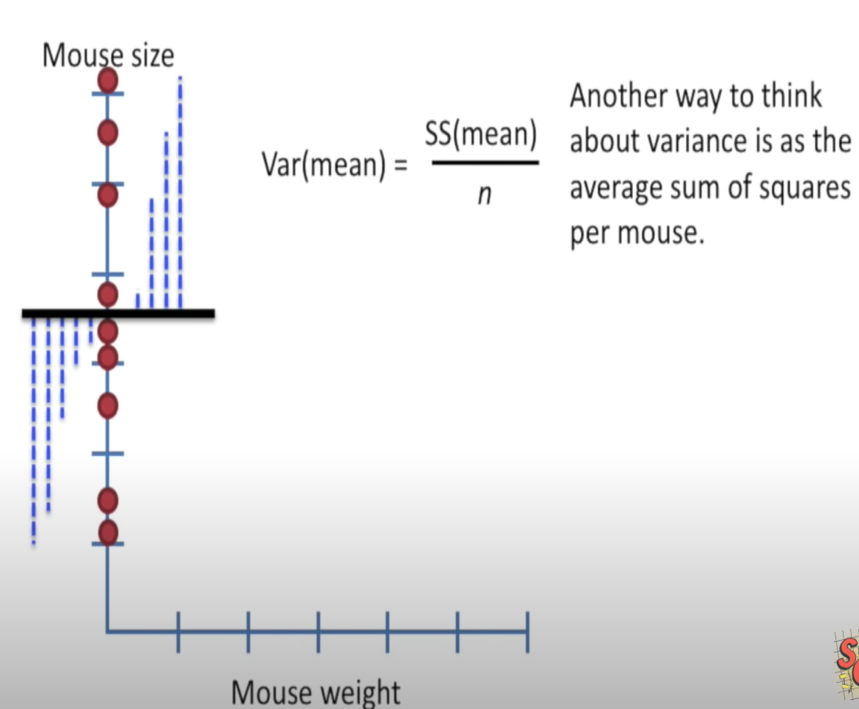 Mouse size
Var(mean) =
SS(mean)
n
Another way to think
about variance is as the
average sum of squares
per mouse.
Mouse weight